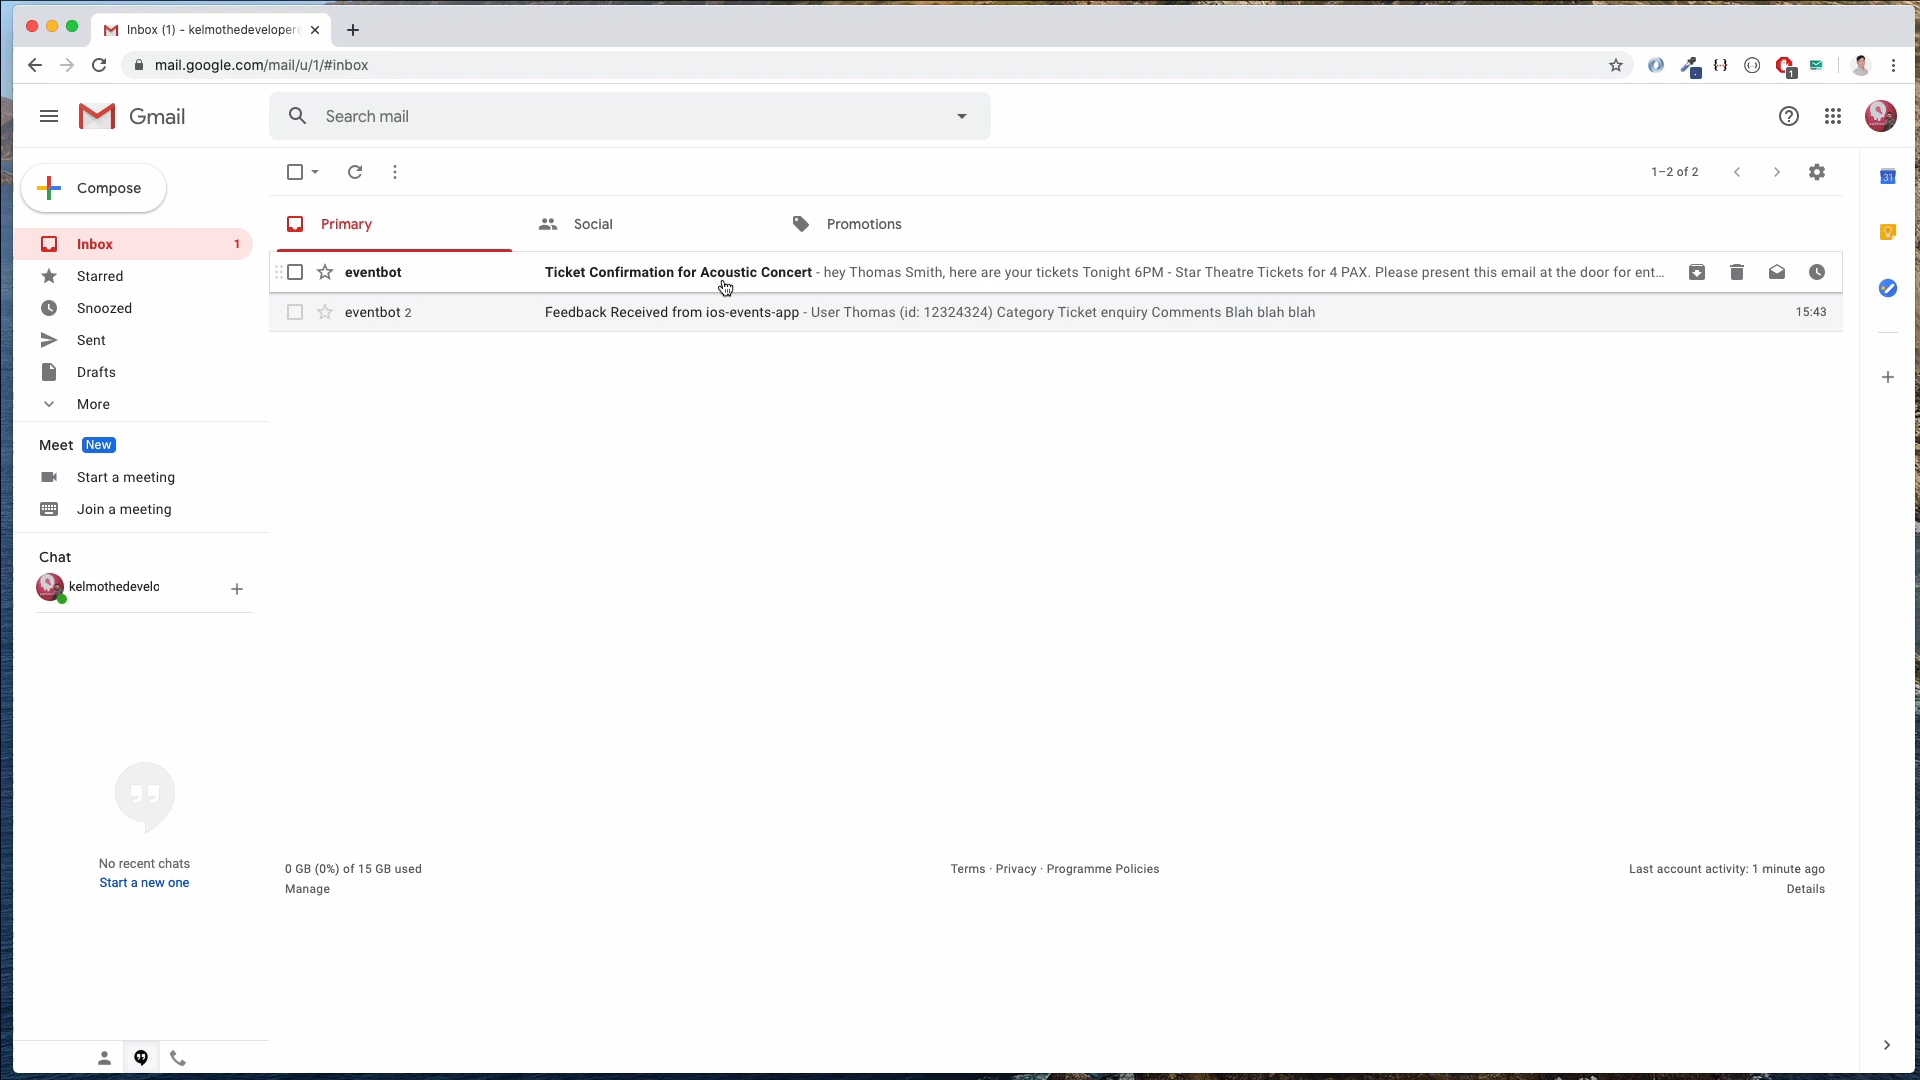 Inbox (1) - kelmothedeveloper
mail.google.com/mail/u/1/#inbox
1
Gmail
Search mail
Compose
1–2 of 2
31
Primary
Social
Promotions
Inbox 1
Starred
Snoozed
Sent
Drafts
More
eventbot Ticket Confirmation for Acoustic Concert - hey Thomas Smith, here are your tickets Tonight 6PM - Star Theatre Tickets for 4 PAX. Please present this email at the door for ent...
eventbot 2 Feedback Received from ios-events-app - User Thomas (id: 12324324) Category Ticket enquiry Comments Blah blah blah 15:43
Meet New
Start a meeting
Join a meeting
Chat
kelmothedevelo
No recent chats
Start a new one
0 GB (0%) of 15 GB used
Manage
Terms · Privacy · Programme Policies
Last account activity: 1 minute ago
Details